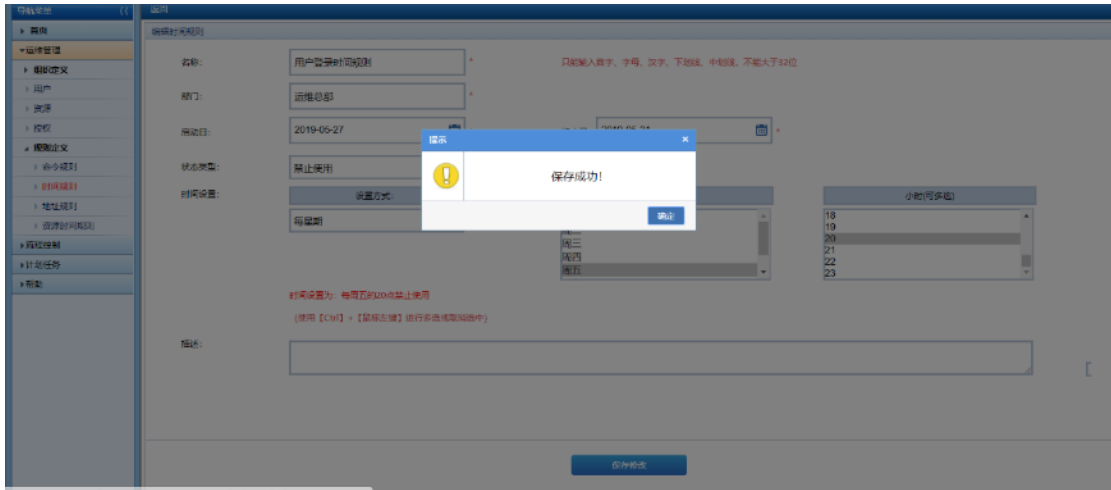 导航菜单
返回
首页
编辑时间规则
运维管理
组织定义
用户
资源
授权
规则定义
命令规则
时间规则
地址规则
资源时间规则
流程控制
计划任务
帮助
名称:
用户登录时间规则
*
只能输入数字、字母、汉字、下划线、中划线，不能大于32位
部门:
运维总部
*
启动日:
2019-05-27
*
状态类型:
禁止使用
提示
×
保存成功!
确定
时间设置:
设置方式:
小时(可多选)
每星期
周三
周四
周五
18
19
20
21
22
23
时间设置为：每周五的20点禁止使用
(使用【Ctrl】+【鼠标左键】进行多选或取消选中)
描述:
保存修改